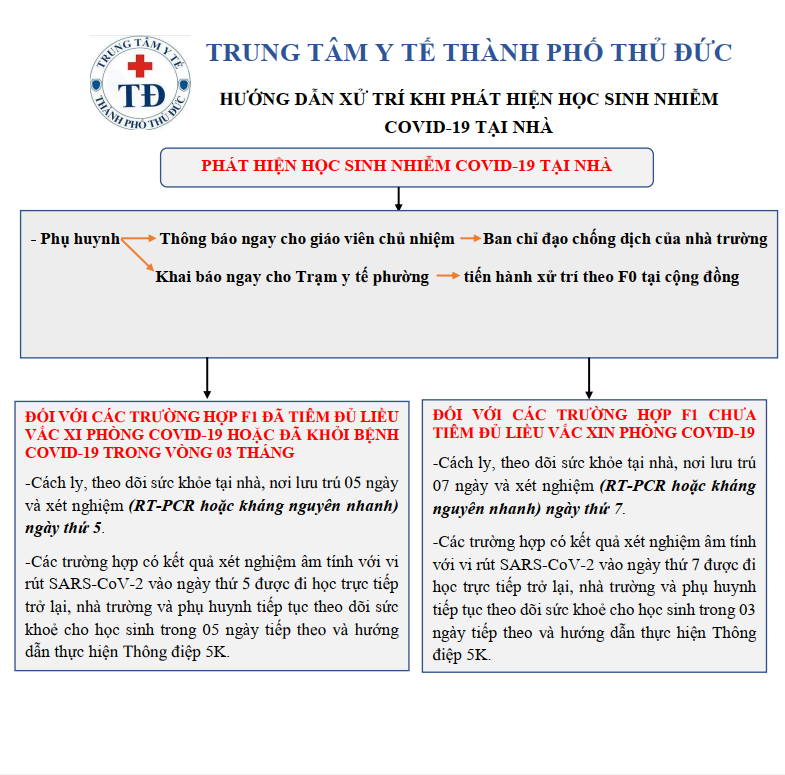 TRUNG TÂM Y TẾ
TĐ
THÀNH PHỐ THỦ ĐỨC
TRUNG TÂM Y TẾ THÀNH PHỐ THỦ ĐỨC
HƯỚNG DẪN XỬ TRÍ KHI PHÁT HIỆN HỌC SINH NHIỄM
COVID-19 TẠI NHÀ
PHÁT HIỆN HỌC SINH NHIỄM COVID-19 TẠI NHÀ
- Phụ huynh Thông báo ngay cho giáo viên chủ nhiệm Ban chỉ đạo chống dịch của nhà trường
Khai báo ngay cho Trạm y tế phường tiến hành xử trí theo F0 tại cộng đồng
ĐỐI VỚI CÁC TRƯỜNG HỢP F1 ĐÃ TIÊM ĐỦ LIỀU
VẮC XI PHÒNG COVID-19 HOẶC ĐÃ KHỎI BỆNH
COVID-19 TRONG VÒNG 03 THÁNG
-Cách ly, theo dõi sức khỏe tại nhà, nơi lưu trú 05 ngày
và xét nghiệm (RT-PCR hoặc kháng nguyên nhanh)
ngày thứ 5.
-Các trường hợp có kết quả xét nghiệm âm tính với vi
rút SARS-CoV-2 vào ngày thứ 5 được đi học trực tiếp
trở lại, nhà trường và phụ huynh tiếp tục theo dõi sức
khoẻ cho học sinh trong 05 ngày tiếp theo và hướng
dẫn thực hiện Thông điệp 5K.
ĐỐI VỚI CÁC TRƯỜNG HỢP F1 CHƯA
TIÊM ĐỦ LIỀU VẮC XIN PHÒNG COVID-19
-Cách ly, theo dõi sức khỏe tại nhà, nơi lưu trú
07 ngày và xét nghiệm (RT-PCR hoặc kháng
nguyên nhanh) ngày thứ 7.
-Các trường hợp có kết quả xét nghiệm âm tính
với vi rút SARS-CoV-2 vào ngày thứ 7 được đi
học trực tiếp trở lại, nhà trường và phụ huynh
tiếp tục theo dõi sức khoẻ cho học sinh trong 03
ngày tiếp theo và hướng dẫn thực hiện Thông
điệp 5K.